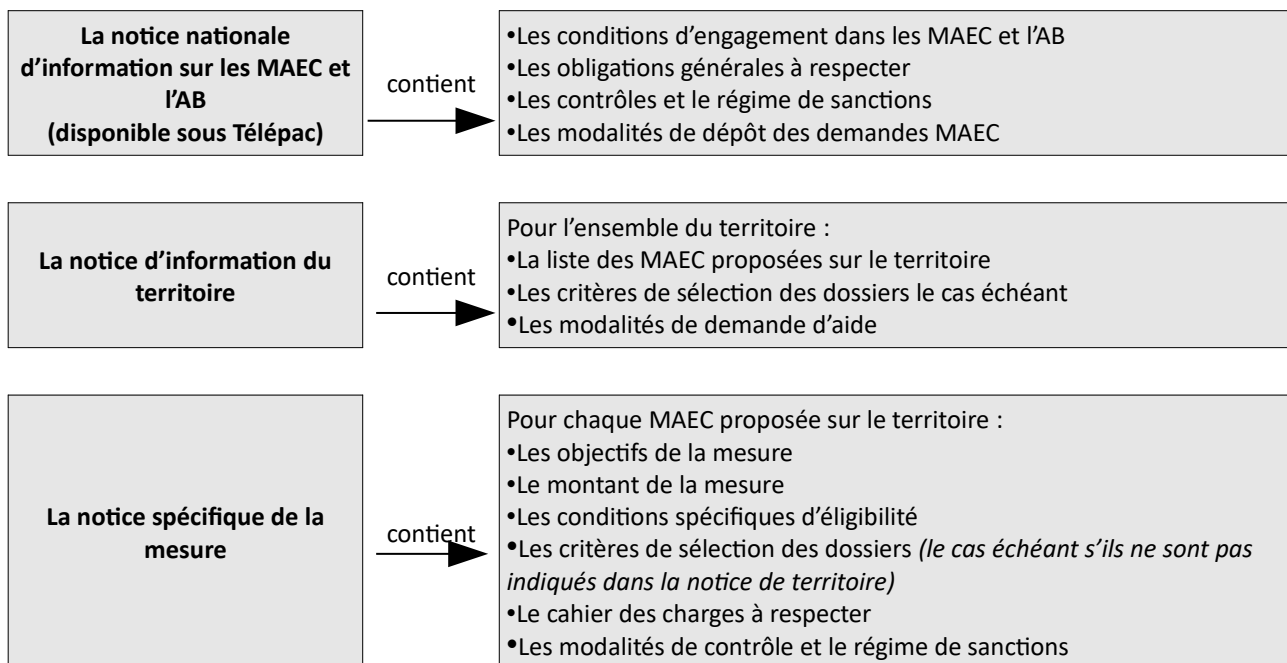 La notice nationale
d’information sur les MAEC et
l’AB
(disponible sous Télépac)
contient
•Les conditions d’engagement dans les MAEC et l’AB
•Les obligations générales à respecter
•Les contrôles et le régime de sanctions
•Les modalités de dépôt des demandes MAEC
La notice d’information du
territoire
contient
Pour l’ensemble du territoire :
•La liste des MAEC proposées sur le territoire
•Les critères de sélection des dossiers le cas échéant
•Les modalités de demande d’aide
La notice spécifique de la
mesure
contient
Pour chaque MAEC proposée sur le territoire :
•Les objectifs de la mesure
•Le montant de la mesure
•Les conditions spécifiques d’éligibilité
•Les critères de sélection des dossiers (le cas échéant s’ils ne sont pas
indiqués dans la notice de territoire)
•Le cahier des charges à respecter
•Les modalités de contrôle et le régime de sanctions